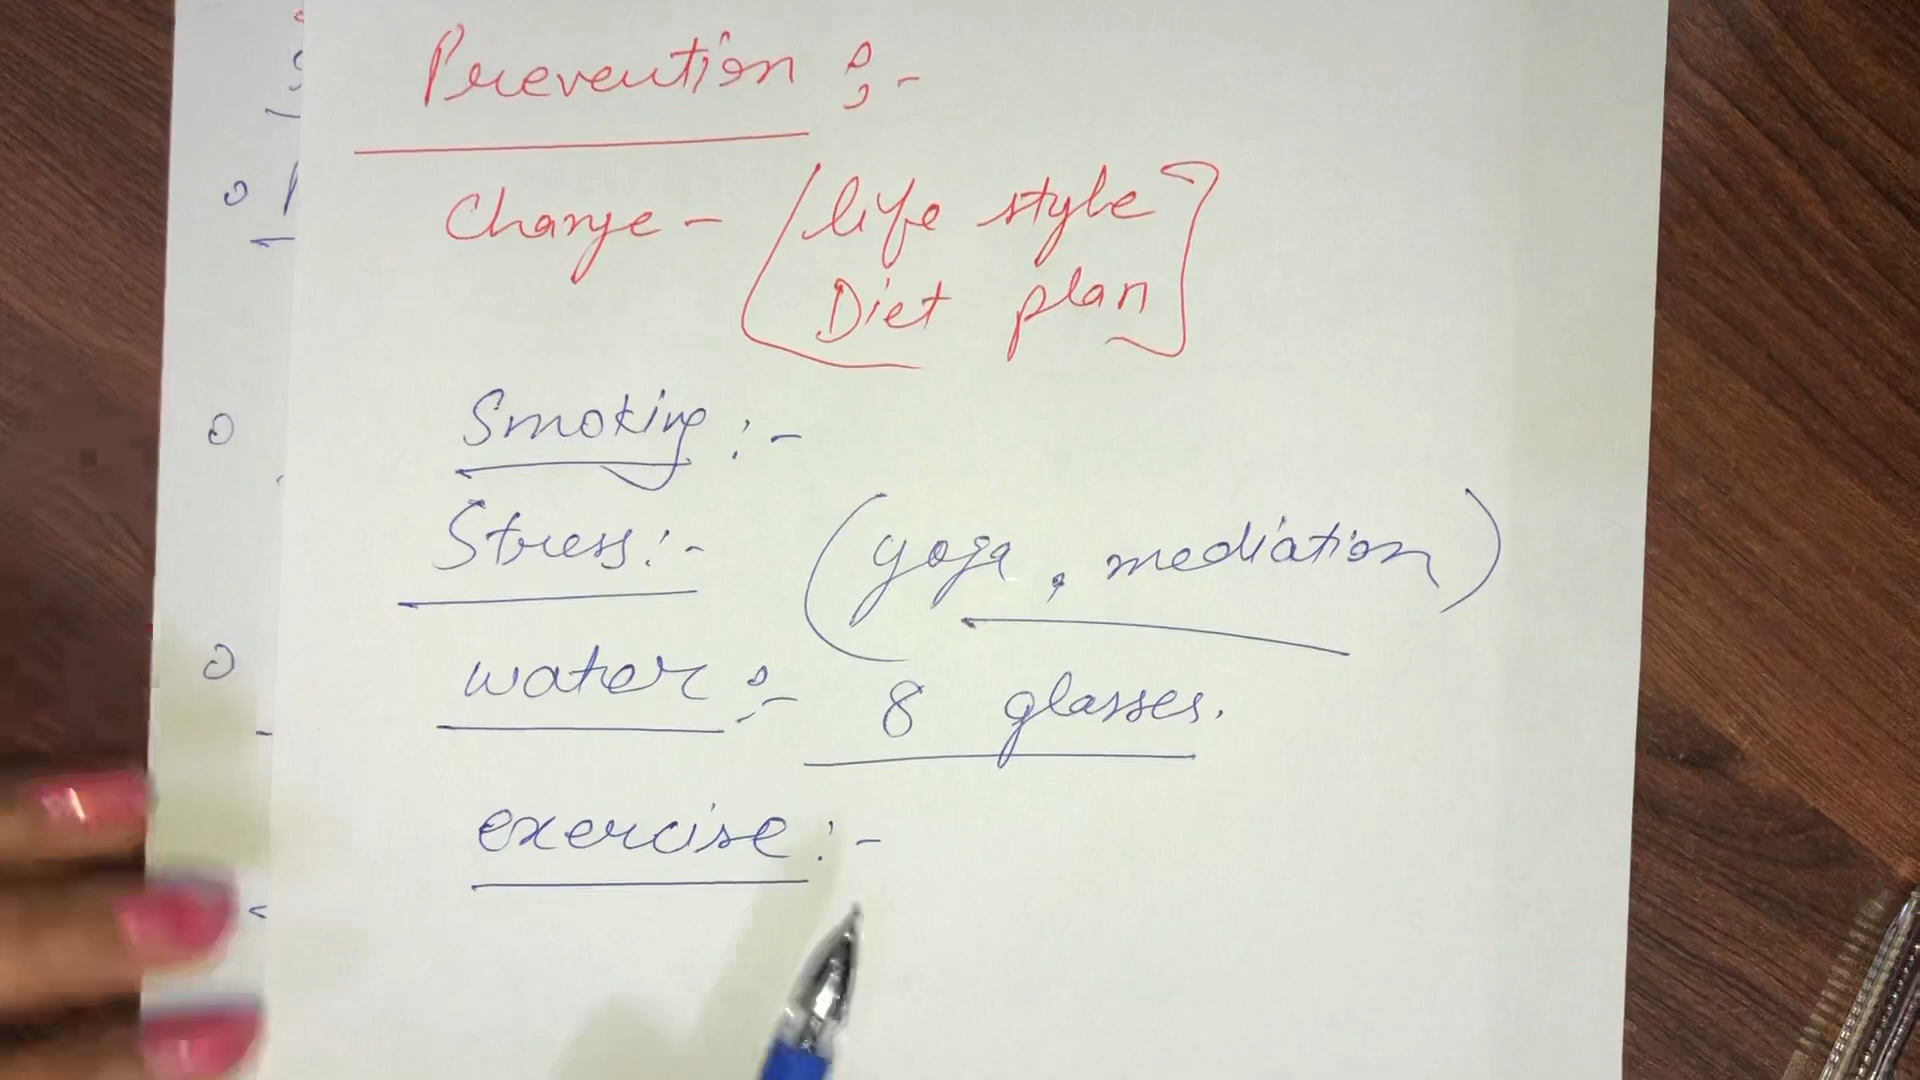 Prevention :-
Change - [life style
Diet plan]
Smoking :-
Stress :- (yoga, mediation)
water :- 8 glasses.
exercise :-